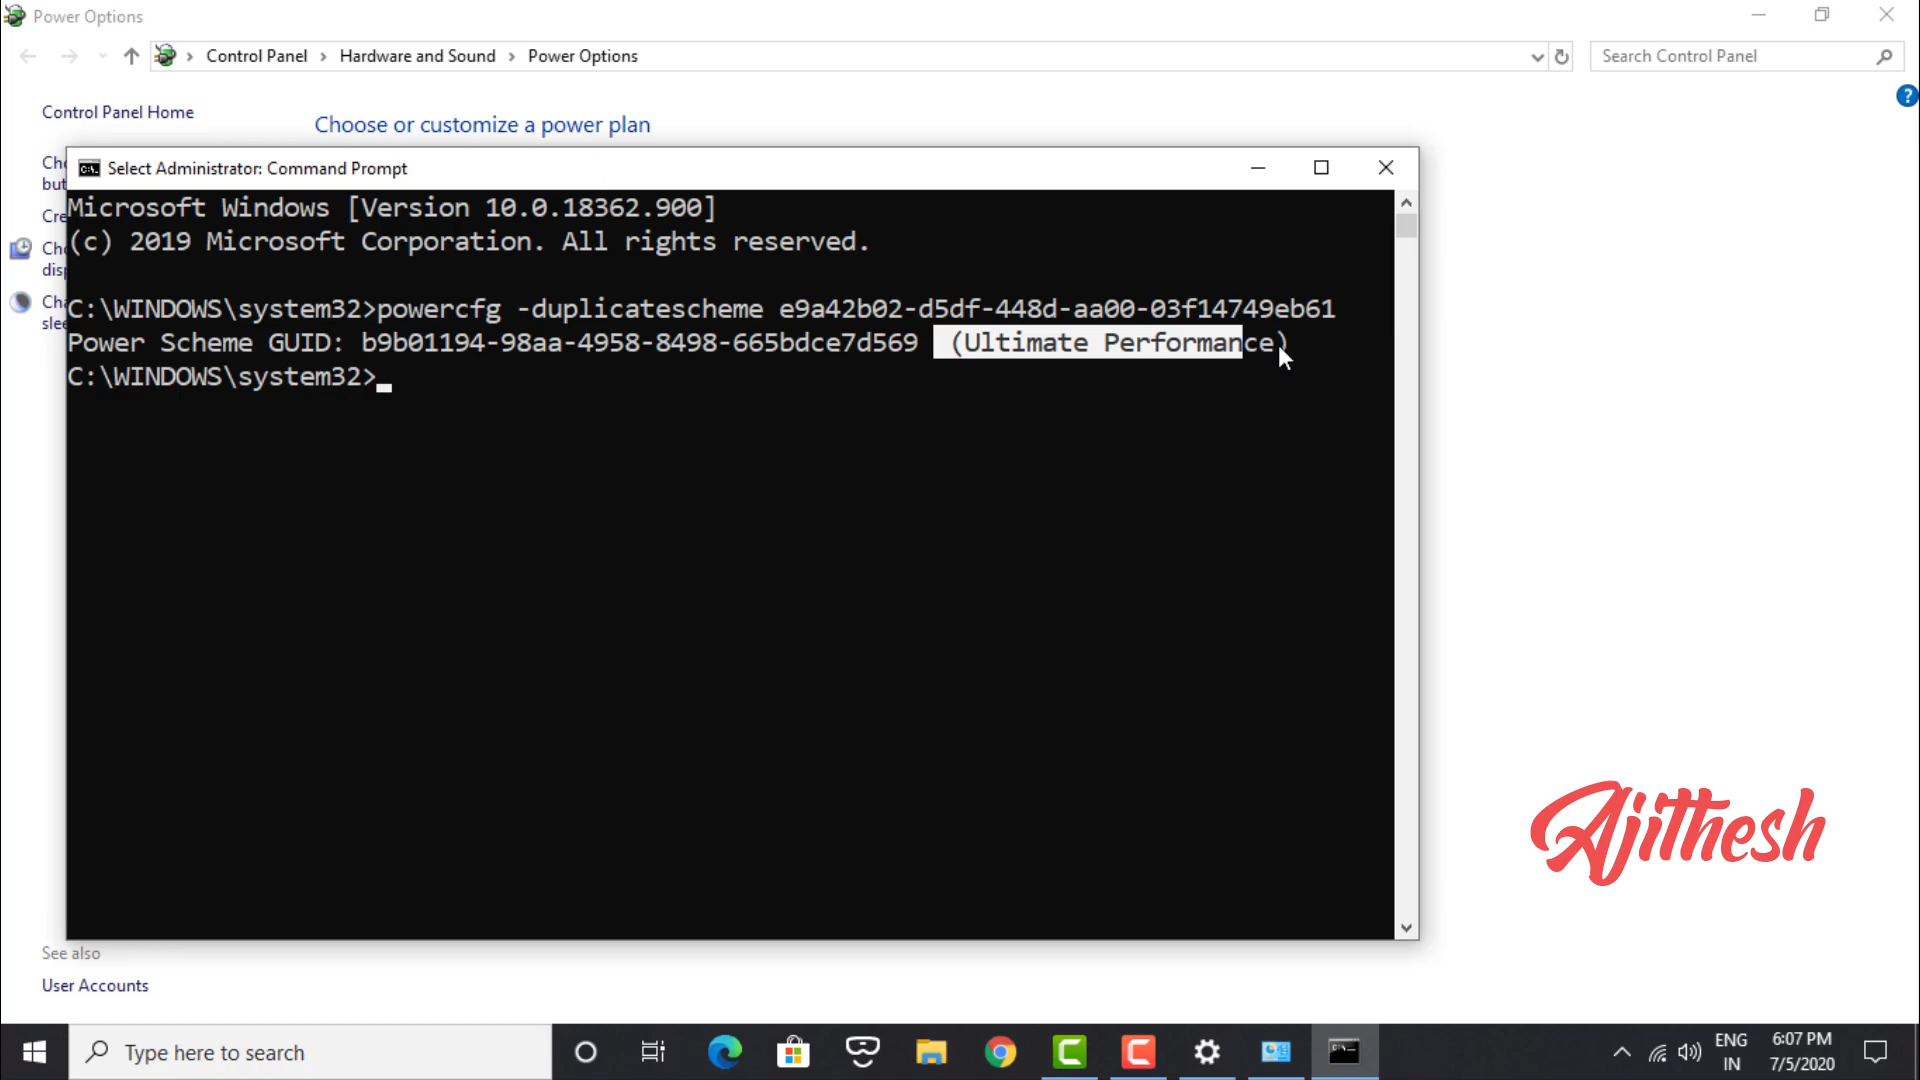 Power Options
Control Panel › Hardware and Sound › Power Options
Search Control Panel
Control Panel Home
Choose or customize a power plan
Select Administrator: Command Prompt
Microsoft Windows [Version 10.0.18362.900]
(c) 2019 Microsoft Corporation. All rights reserved.
C:\WINDOWS\system32>powercfg -duplicatescheme e9a42b02-d5df-448d-aa00-03f14749eb61
Power Scheme GUID: b9b01194-98aa-4958-8498-665bdce7d569  (Ultimate Performance)
C:\WINDOWS\system32>
Ajithesh
See also
User Accounts
Type here to search
ENG
IN
6:07 PM
7/5/2020